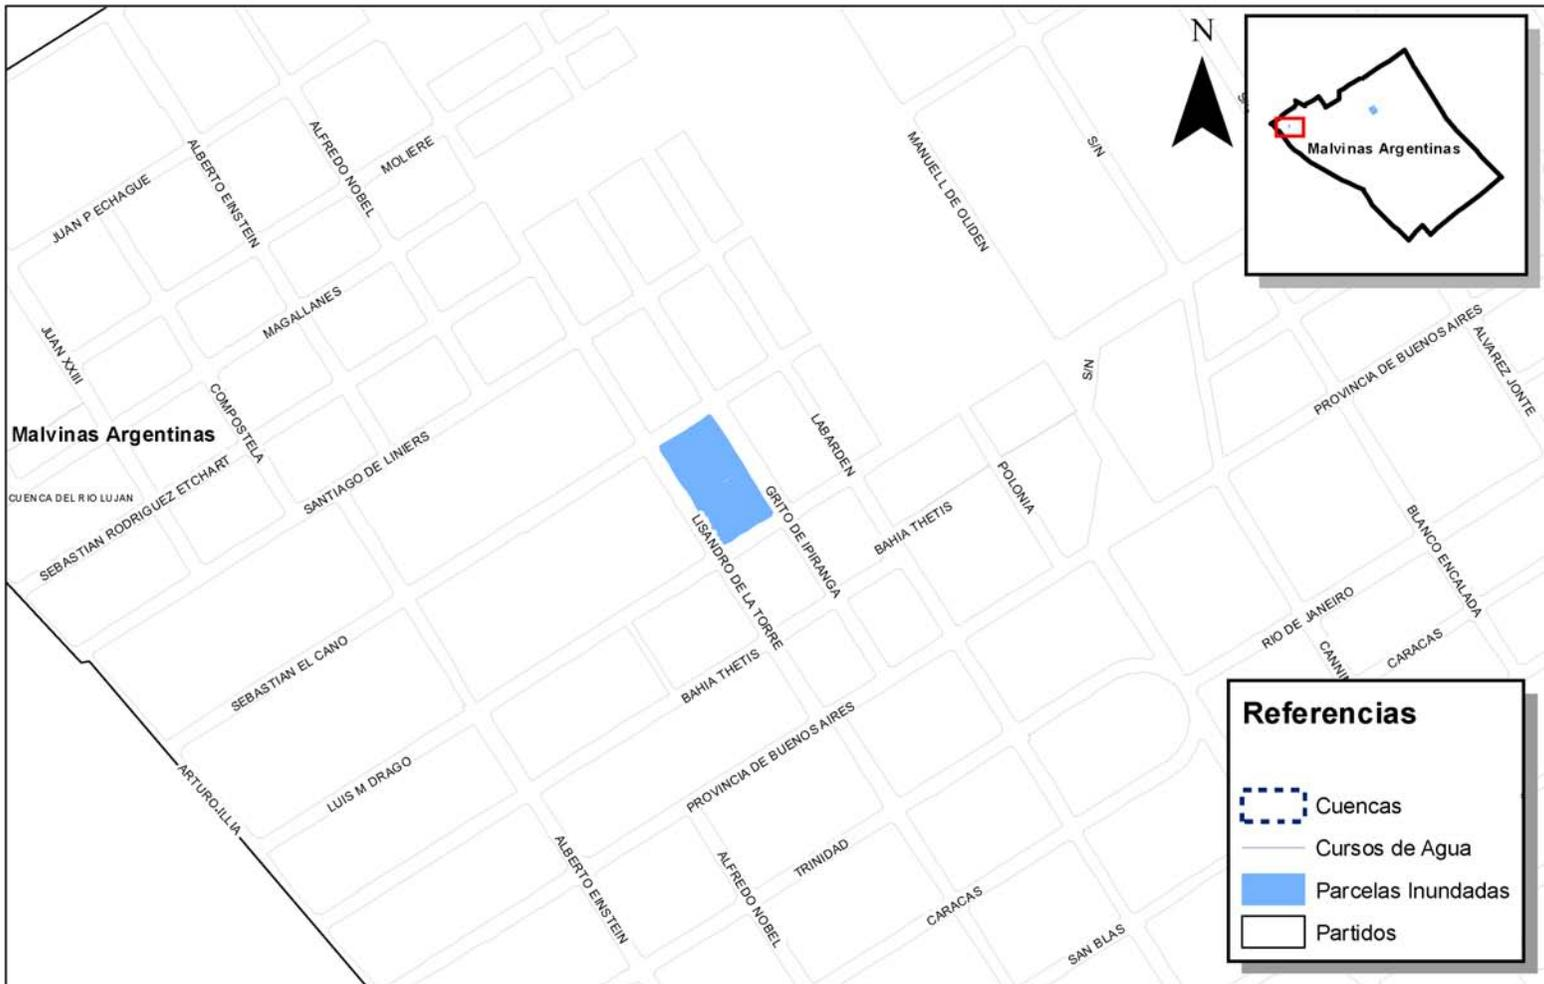 N
Malvinas Argentinas
JUAN P ECHAGUE
ALBERTO EINSTEIN
ALFREDO NOBEL
MOLIERE
MANUEL L DE OLIDEN
S/N
MAGALLANES
JUAN XXIII
COMPOSTELA
S/N
PROVINCIA DE BUENOS AIRES
ALVAREZ JONTE
Malvinas Argentinas
SANTIAGO DE LINIERS
LABARDEN
CUENCA DEL RIO LUJAN
SEBASTIAN RODRIGUEZ ETCHART
GRITO DE IPIRANGA
POLONIA
BAHIA THETIS
LISANDRO DE LA TORRE
BLANCO ENCALADA
RIO DE JANEIRO
CARACAS
SEBASTIAN EL CANO
BAHIA THETIS
PROVINCIA DE BUENOS AIRES
ARTURO ILLIA
LUIS M DRAGO
ALBERTO EINSTEIN
ALFREDO NOBEL
TRINIDAD
CARACAS
SAN BLAS
Referencias
Cuencas
Cursos de Agua
Parcelas Inundadas
Partidos